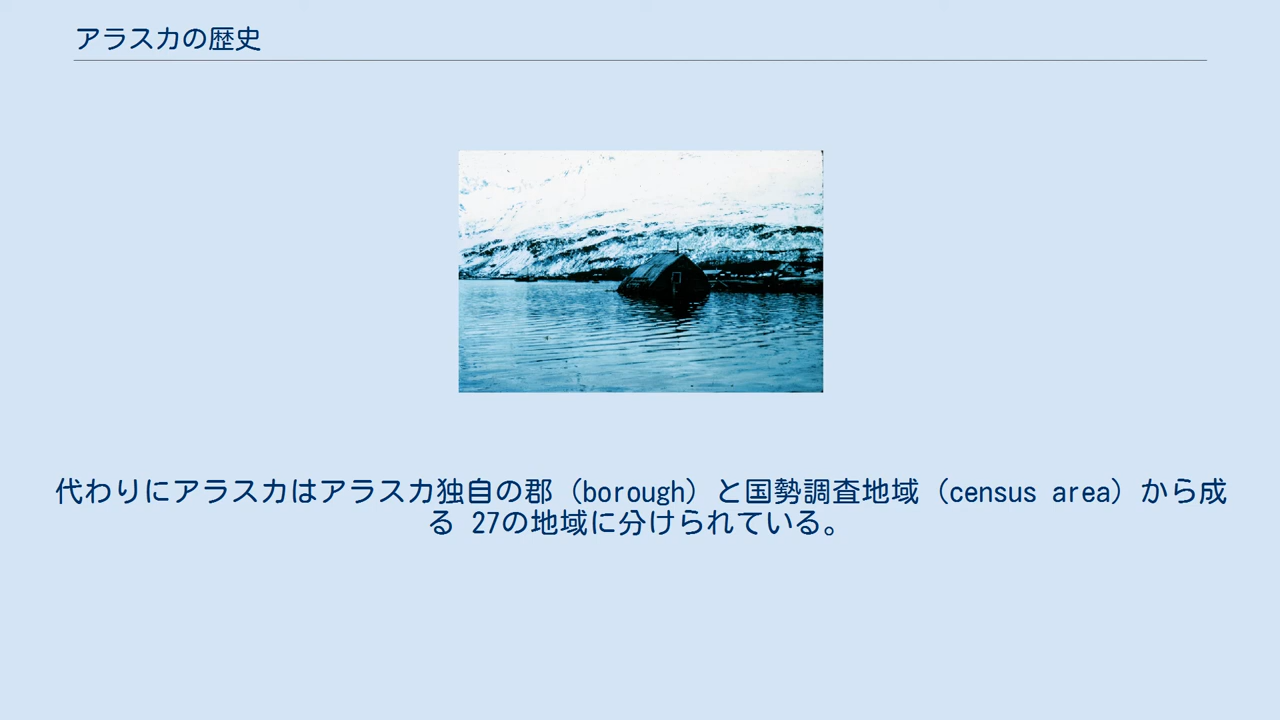 アラスカの歴史
代わりにアラスカはアラスカ独自の郡（borough）と国勢調査地域（census area）から成
る 27の地域に分けられている。